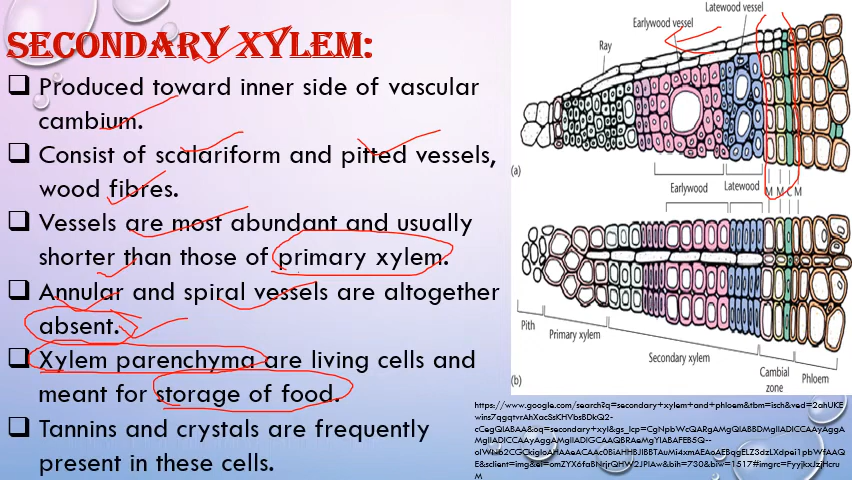 SECONDARY XYLEM:
❑ Produced toward inner side of vascular
cambium.
❑ Consist of scalariform and pitted vessels,
wood fibres.
❑ Vessels are most abundant and usually
shorter than those of primary xylem.
❑ Annular and spiral vessels are altogether
absent.
❑ Xylem parenchyma are living cells and
meant for storage of food.
❑ Tannins and crystals are frequently
present in these cells.
Latewood vessel
Earlywood vessel
Ray
(a)
Earlywood
Latewood
M M C M
Pith
Primary xylem
Secondary xylem
Cambial
zone
Phloem
(b)